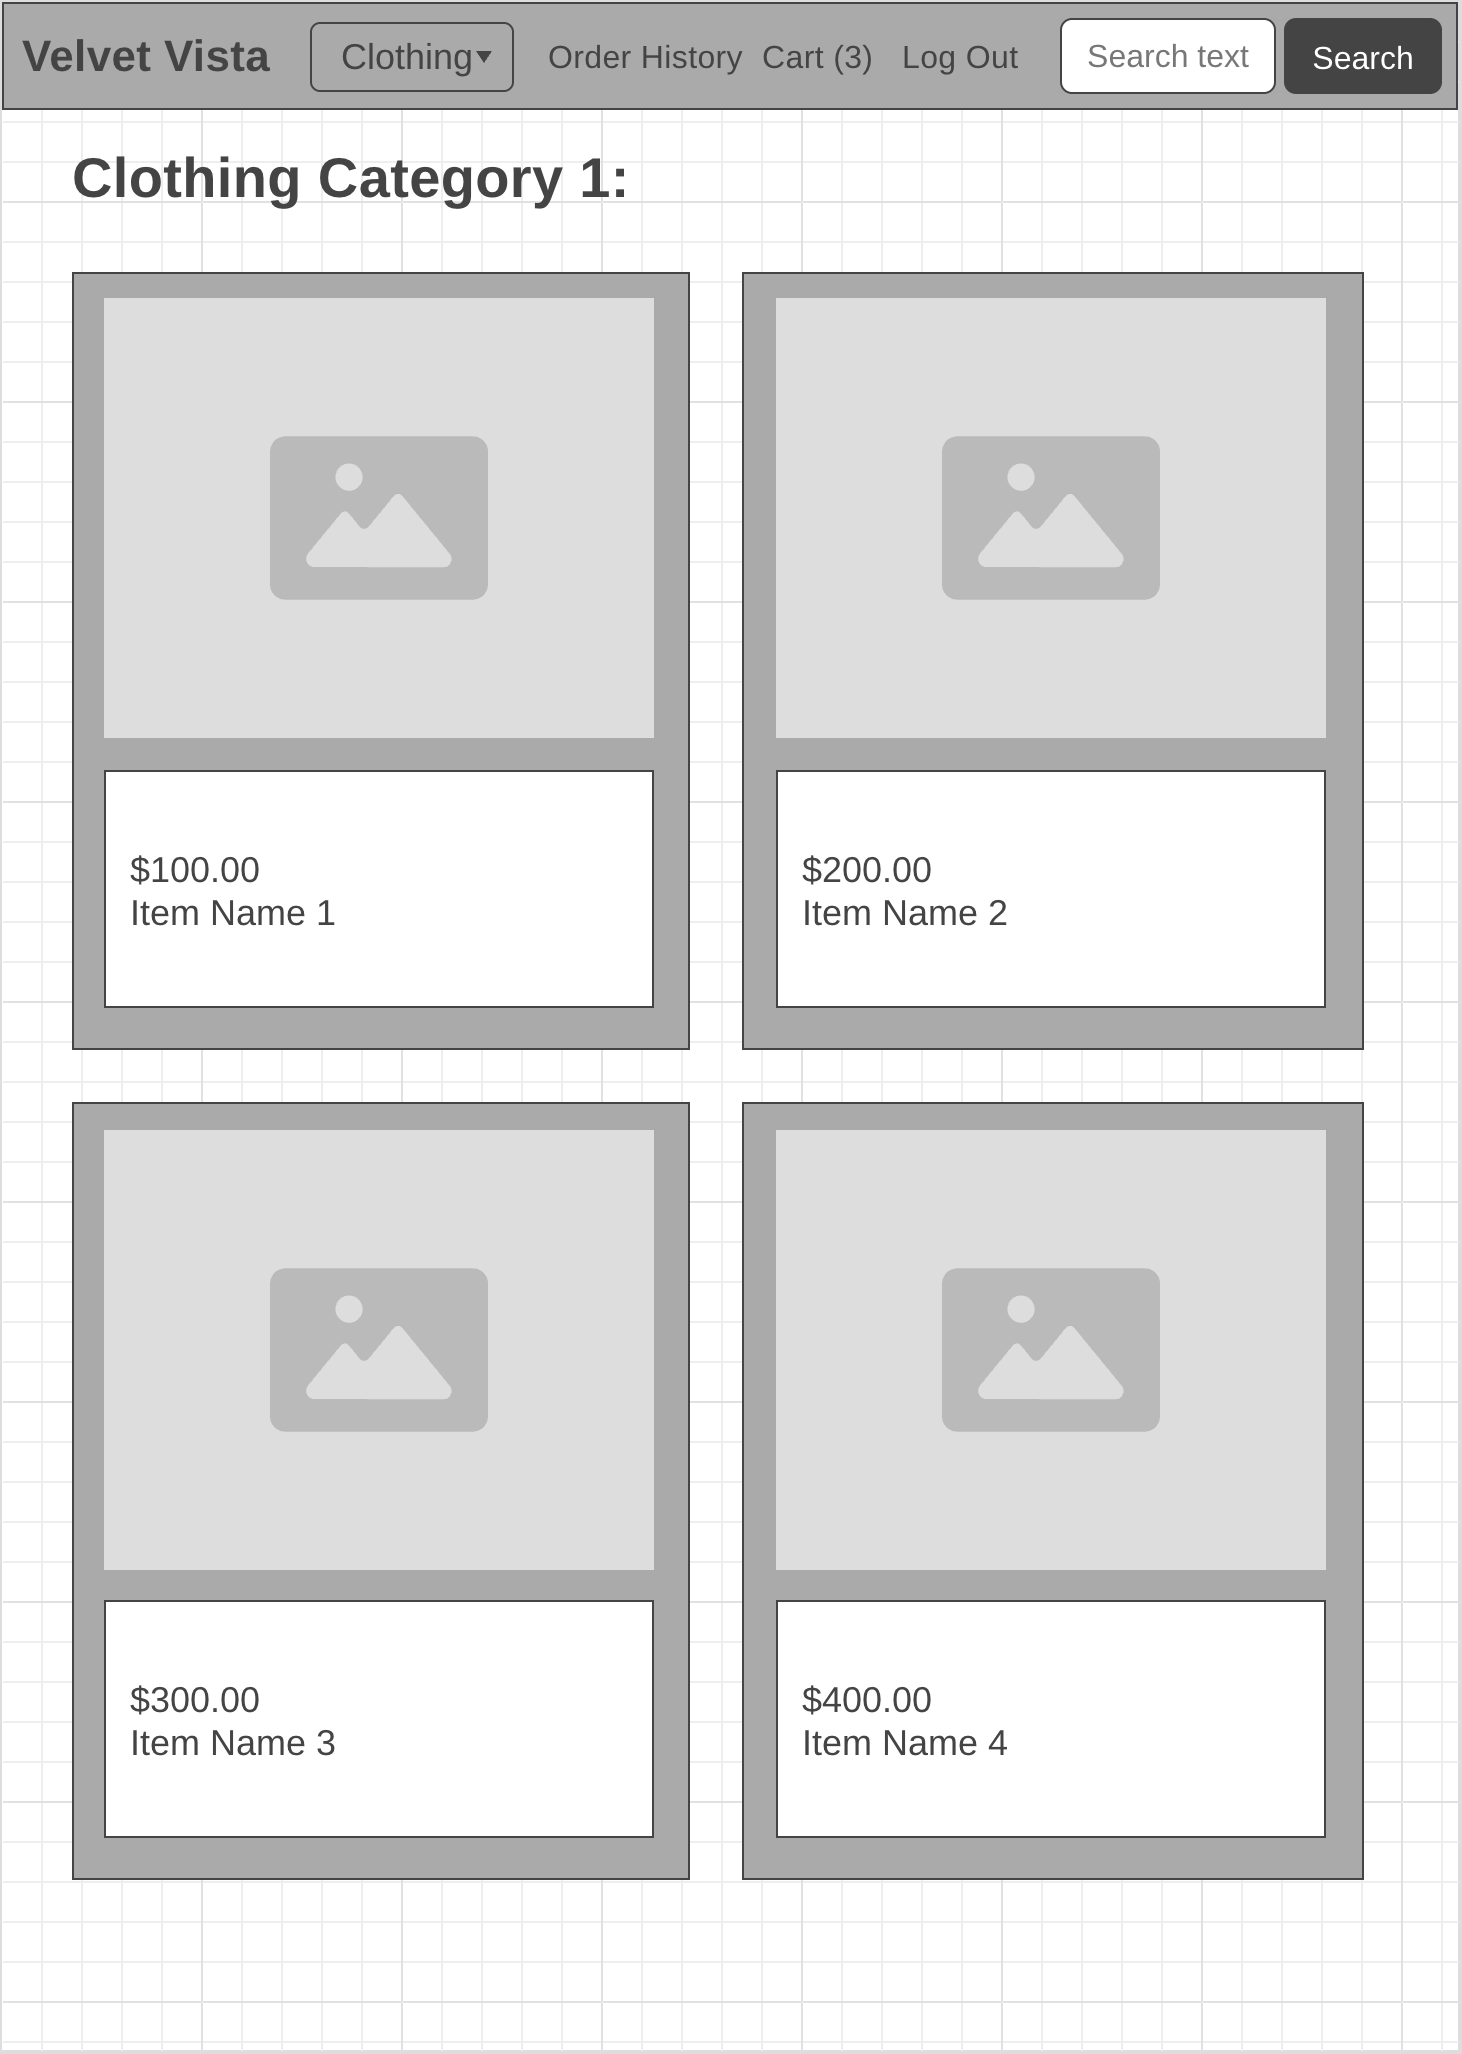 Velvet Vista Clothing Order History Cart (3) Log Out Search text Search
Clothing Category 1:
$100.00
Item Name 1
$200.00
Item Name 2
$300.00
Item Name 3
$400.00
Item Name 4